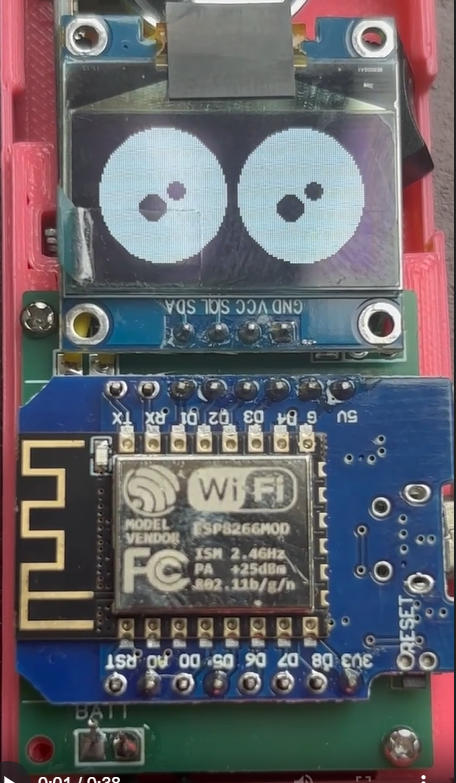 GND VCC SCL SDA
TX RX D1 D2 D3 D4 G 5V
Wi Fi
MODEL
VENDOR
ESP8266MOD
FC
ISM 2.4GHz
PA +25dBm
802.11b/g/n
RESET
RST A0 D0 D5 D6 D7 D8 3V3
BATT
0:01 / 0:38